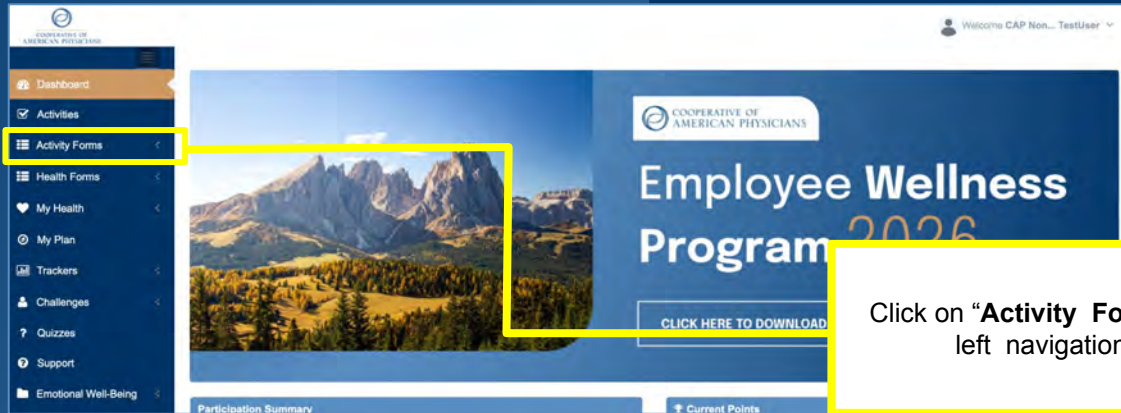 COOPERATIVE OF
AMERICAN PHYSICIANS
Welcome CAP Non... TestUser
Dashboard
Activities
Activity Forms
Health Forms
My Health
My Plan
Trackers
Challenges
Quizzes
Support
Emotional Well-Being
COOPERATIVE OF
AMERICAN PHYSICIANS
Employee Wellness
Program 2026
CLICK HERE TO DOWNLOAD
Click on “Activity Fo
left navigation
Participation Summary
Current Points